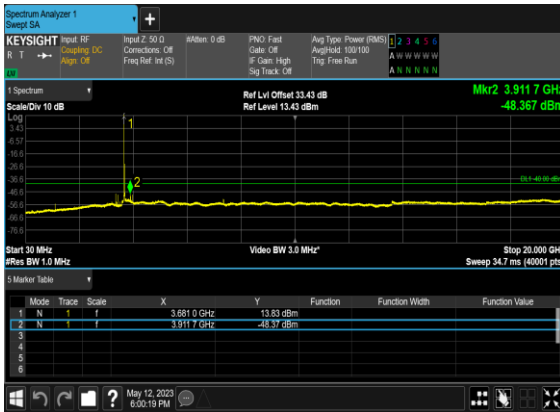 Spectrum Analyzer 1
Swept SA
KEYSIGHT
R T
Input: RF
Coupling: DC
Align: Off
Input Z: 50 Ω
Corrections: Off
Freq Ref: Int (S)
#Atten: 0 dB
PNO: Fast
Gate: Off
IF Gain: High
Sig Track: Off
Avg Type: Power (RMS)
Avg|Hold: 100/100
Trig: Free Run
1 2 3 4 5 6
A W W W W W
A N N N N N
1 Spectrum
Scale/Div 10 dB
Ref Lvl Offset 33.43 dB
Ref Level 13.43 dBm
Mkr2 3.911 7 GHz
-48.367 dBm
Log
3.43
-6.57
-16.6
-26.6
-36.6
-46.6
-56.6
-66.6
-76.6
1
2
DL1 -40.00 dBm
Start 30 MHz
#Res BW 1.0 MHz
Video BW 3.0 MHz*
Stop 20.000 GHz
Sweep 34.7 ms (40001 pts)
5 Marker Table
Mode Trace Scale X Y Function Function Width Function Value
1 N 1 f 3.681 0 GHz 13.83 dBm
2 N 1 f 3.911 7 GHz -48.37 dBm
3
4
5
6
May 12, 2023
6:00:19 PM